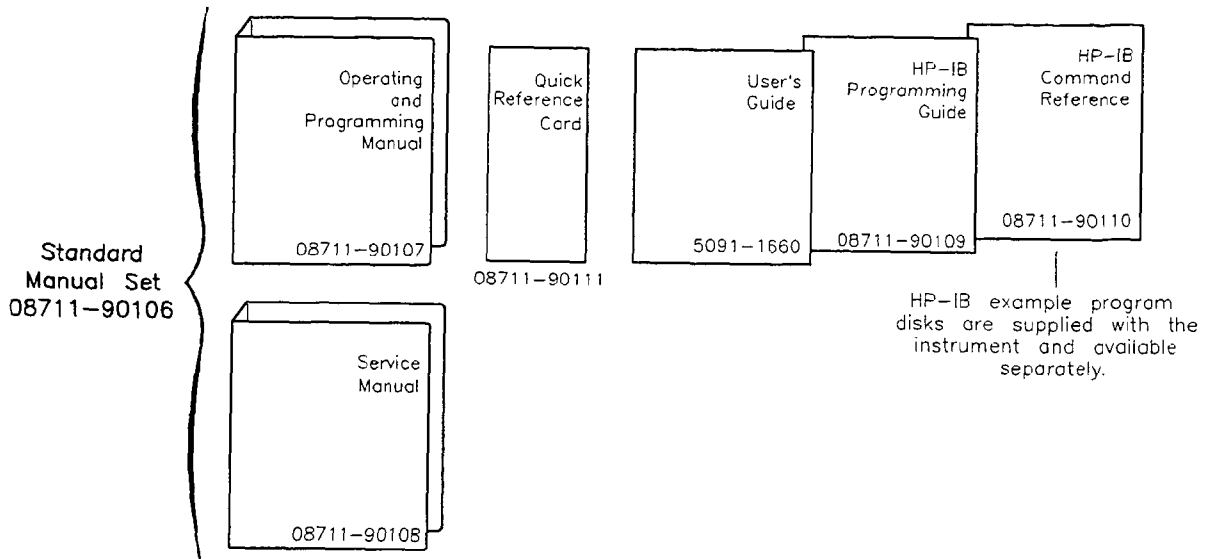 Standard
Manual Set
08711-90106
Operating
and
Programming
Manual
08711-90107
Quick
Reference
Card
08711-90111
User's
Guide
5091-1660
HP-IB
Programming
Guide
08711-90109
HP-IB
Command
Reference
08711-90110
HP-IB example program
disks are supplied with the
instrument and available
separately.
Service
Manual
08711-90108